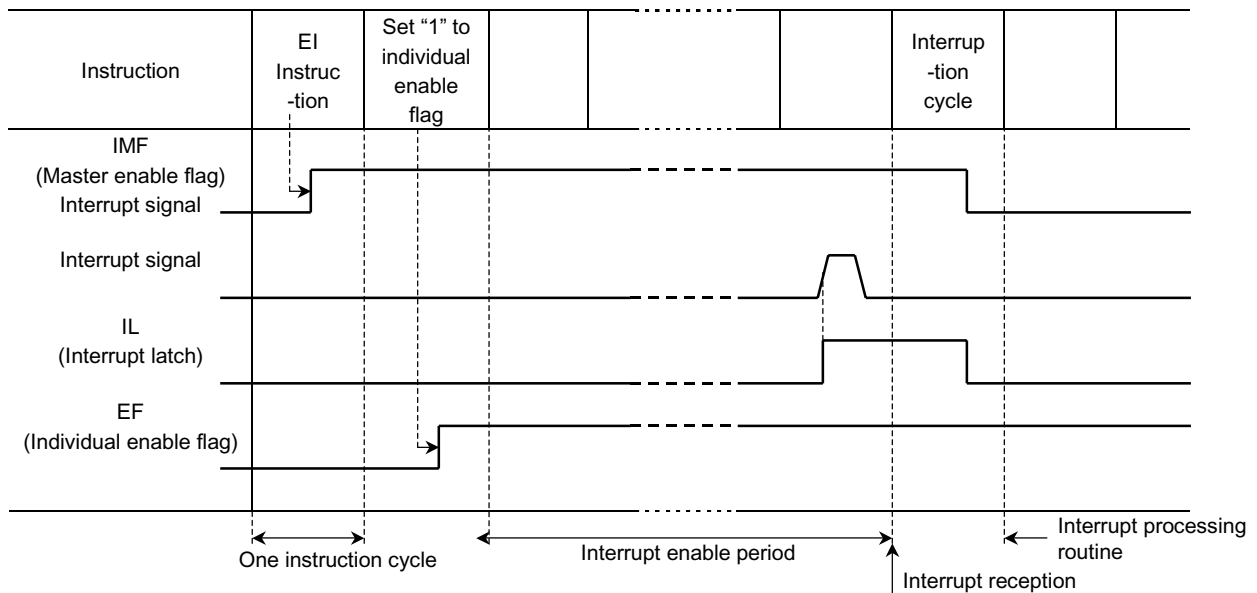 Instruction
EI
Instruc
-tion
Set “1” to
individual
enable
flag
Interrup
-tion
cycle
IMF
(Master enable flag)
Interrupt signal
Interrupt signal
IL
(Interrupt latch)
EF
(Individual enable flag)
One instruction cycle
Interrupt enable period
Interrupt processing
routine
Interrupt reception